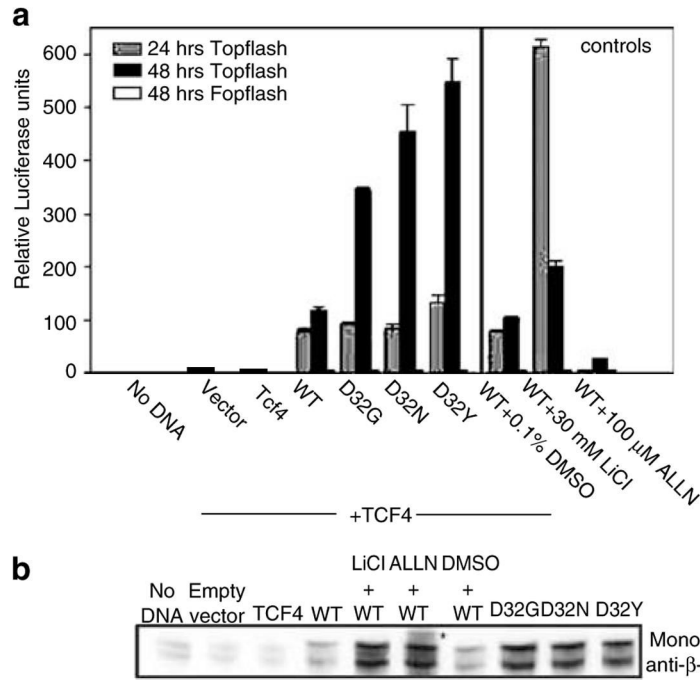 a
24 hrs Topflash
48 hrs Topflash
48 hrs Fopflash
controls
Relative Luciferase units
600
500
400
300
200
100
0
No DNA
Vector
Tcf4
WT
D32G
D32N
D32Y
WT+0.1% DMSO
WT+30 mM LiCl
WT+100 µM ALLN
+TCF4
b
LiCl ALLN DMSO
No Empty + + +
DNA vector TCF4 WT WT WT WT D32G D32N D32Y
*
Mono
anti-β-